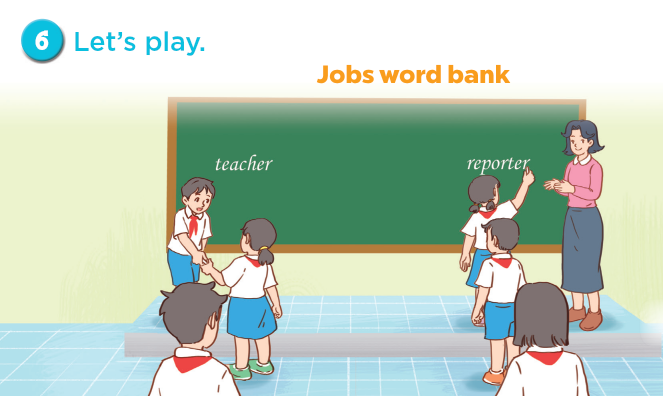 6 Let's play.
Jobs word bank
teacher reporter